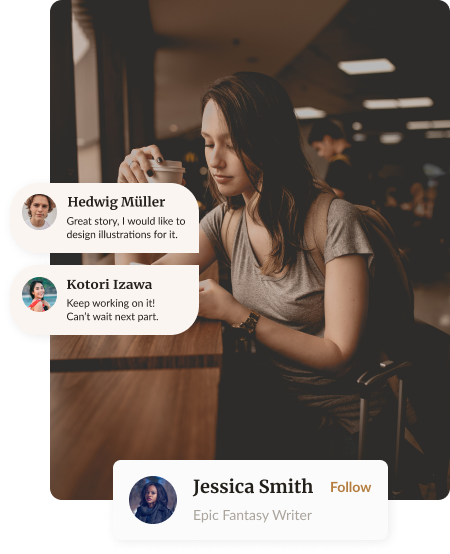 Hedwig Müller
Great story, I would like to
design illustrations for it.
Kotori Izawa
Keep working on it!
Can't wait next part.
Jessica Smith
Follow
Epic Fantasy Writer